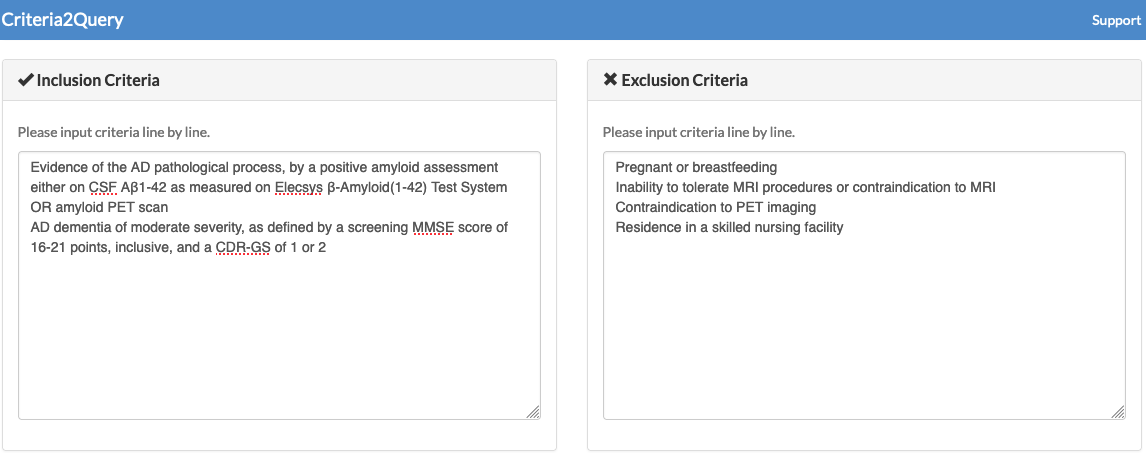 Criteria2Query
Support
Inclusion Criteria
Please input criteria line by line.
Evidence of the AD pathological process, by a positive amyloid assessment
either on CSF Aβ1-42 as measured on Elecsys β-Amyloid(1-42) Test System
OR amyloid PET scan
AD dementia of moderate severity, as defined by a screening MMSE score of
16-21 points, inclusive, and a CDR-GS of 1 or 2
Exclusion Criteria
Please input criteria line by line.
Pregnant or breastfeeding
Inability to tolerate MRI procedures or contraindication to MRI
Contraindication to PET imaging
Residence in a skilled nursing facility